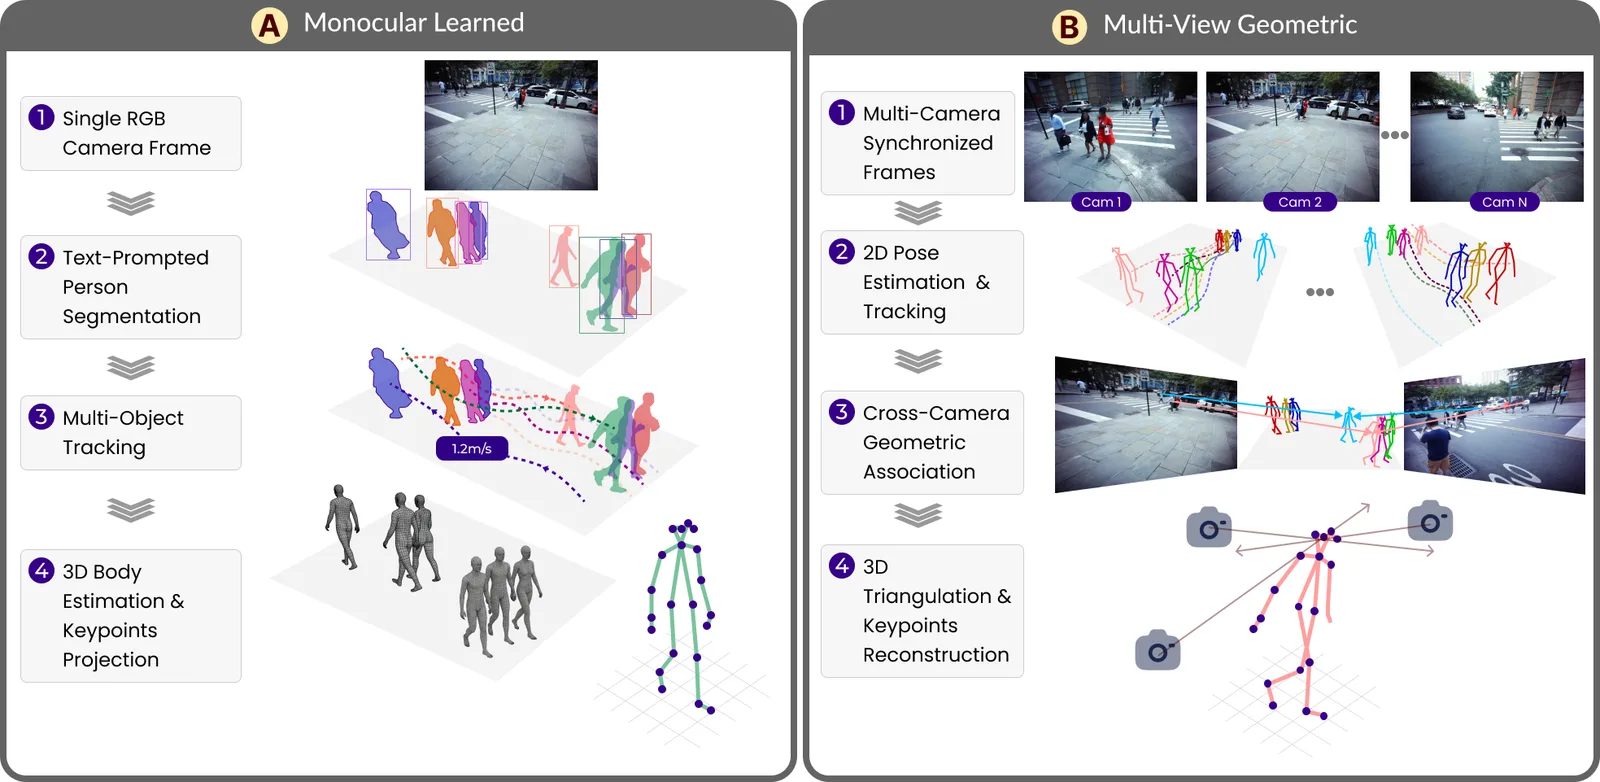 A Monocular Learned
1 Single RGB
Camera Frame
2 Text-Prompted
Person
Segmentation
3 Multi-Object
Tracking
1.2m/s
4 3D Body
Estimation &
Keypoints
Projection
B Multi-View Geometric
1 Multi-Camera
Synchronized
Frames
Cam 1
Cam 2
Cam N
2 2D Pose
Estimation &
Tracking
3 Cross-Camera
Geometric
Association
4 3D
Triangulation &
Keypoints
Reconstruction